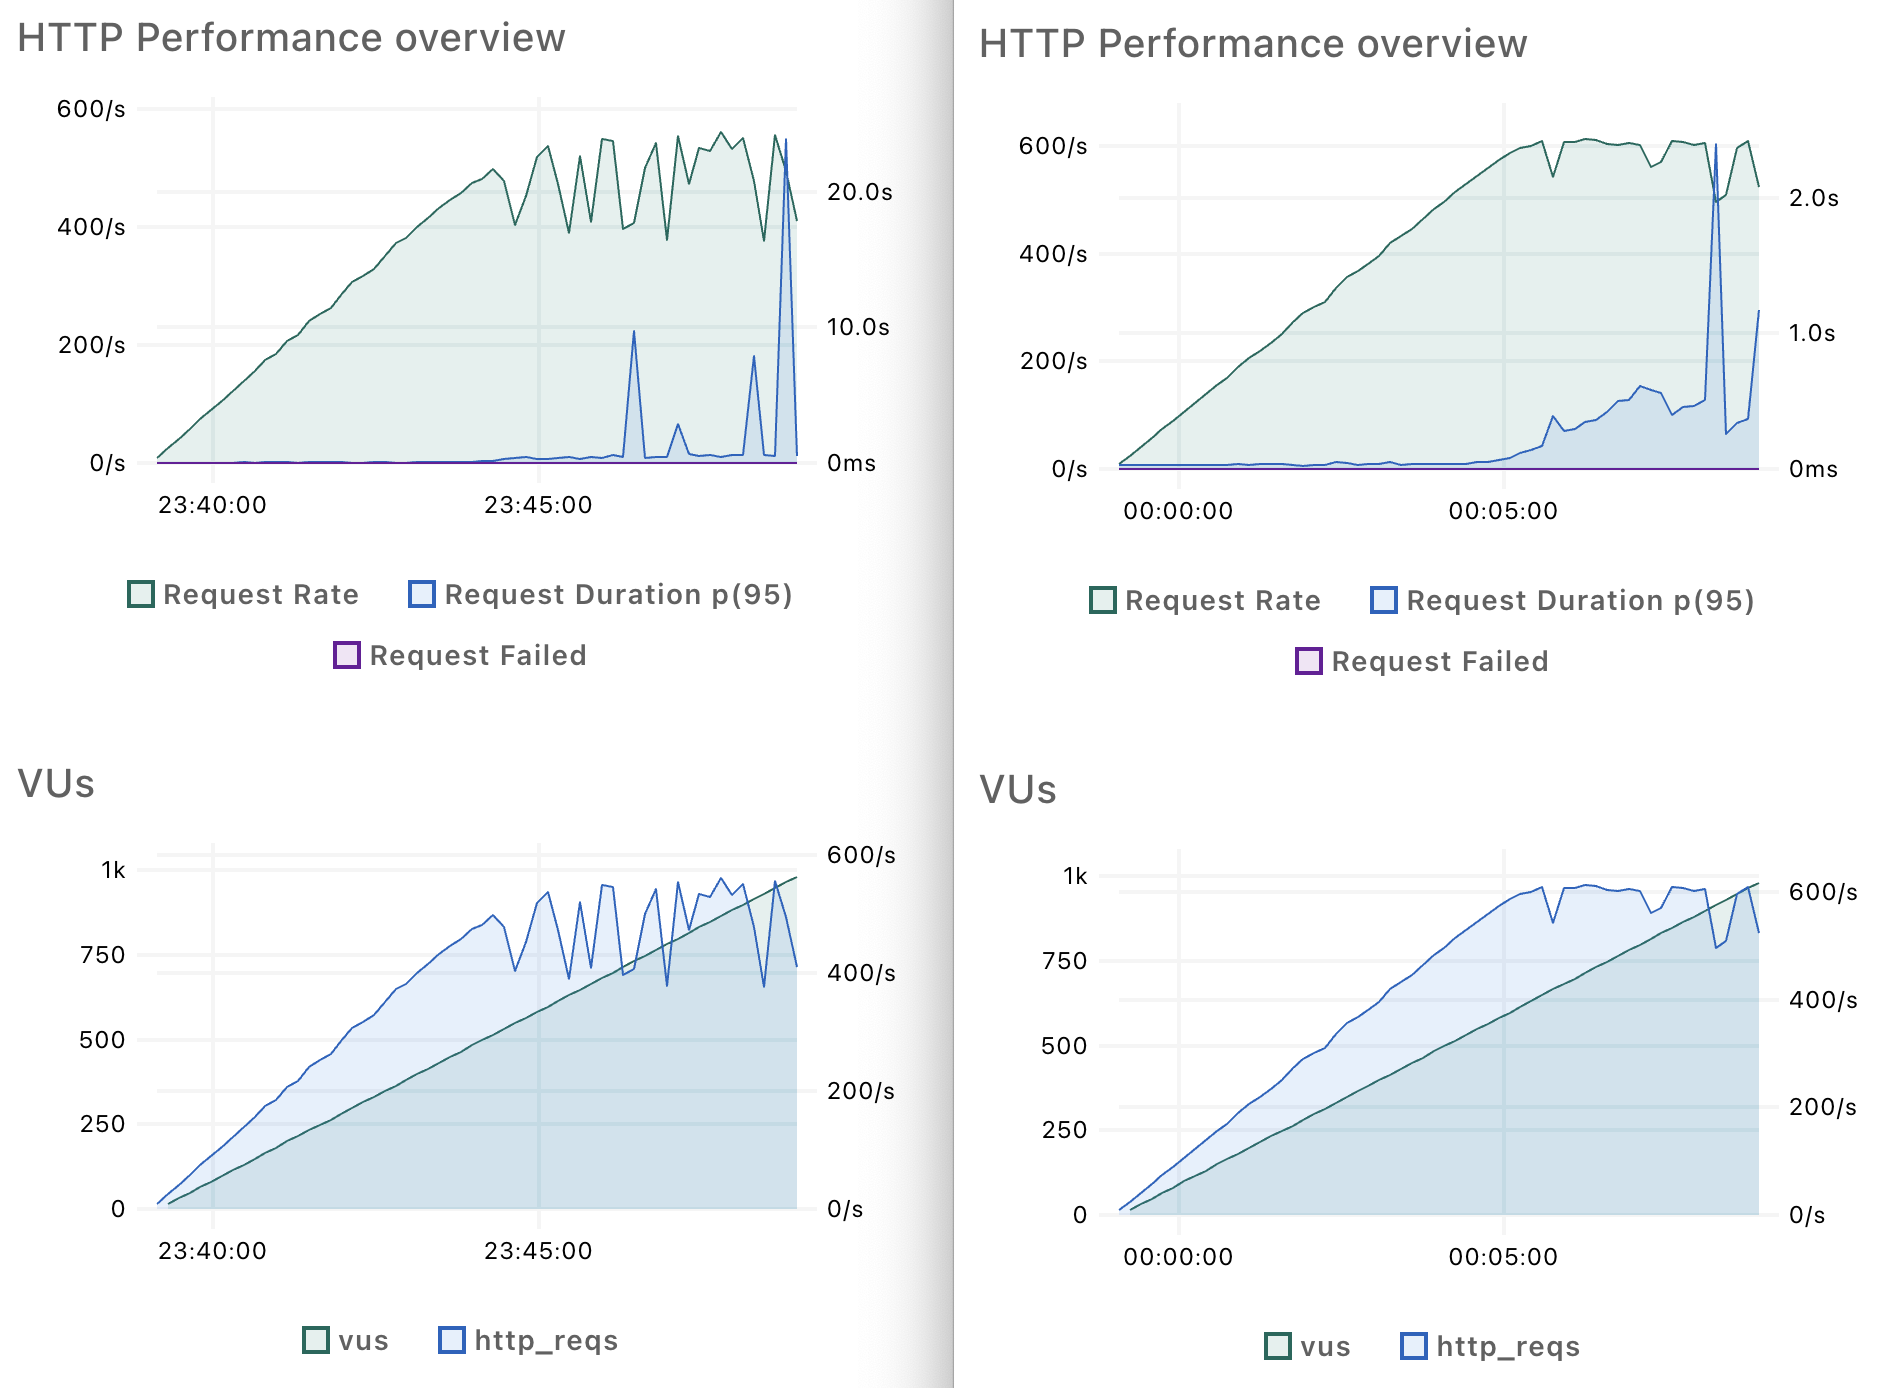 HTTP Performance overview
600/s
400/s
200/s
0/s
20.0s
10.0s
0ms
23:40:00 23:45:00
Request Rate Request Duration p(95)
Request Failed
VUs
1k
750
500
250
0
600/s
400/s
200/s
0/s
23:40:00 23:45:00
vus http_reqs
HTTP Performance overview
600/s
400/s
200/s
0/s
2.0s
1.0s
0ms
00:00:00 00:05:00
Request Rate Request Duration p(95)
Request Failed
VUs
1k
750
500
250
0
600/s
400/s
200/s
0/s
00:00:00 00:05:00
vus http_reqs